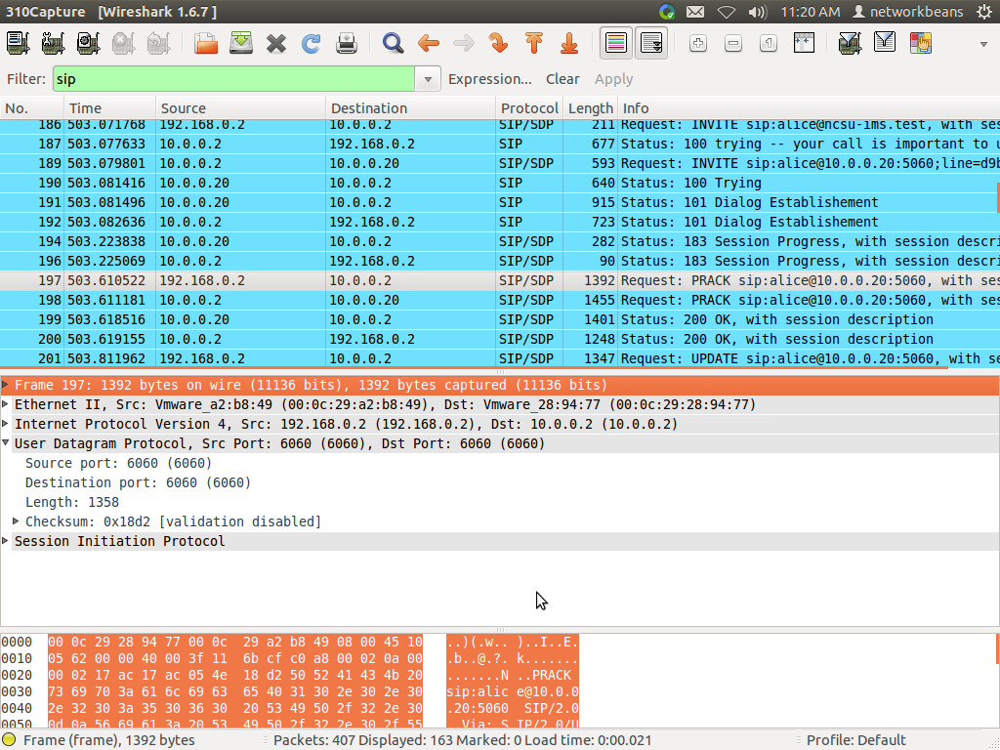 310Capture [Wireshark 1.6.7 ] 11:20 AM networkbeans
Filter: sip Expression... Clear Apply
No. Time Source Destination Protocol Length Info
186 503.071768 192.168.0.2 10.0.0.2 SIP/SDP 211 Request: INVITE sip:alice@ncsu-ims.test, with ses
187 503.077633 10.0.0.2 192.168.0.2 SIP 677 Status: 100 trying -- your call is important to u
189 503.079801 10.0.0.2 10.0.0.20 SIP/SDP 593 Request: INVITE sip:alice@10.0.0.20:5060;line=d9b
190 503.081416 10.0.0.20 10.0.0.2 SIP 640 Status: 100 Trying
191 503.081496 10.0.0.20 10.0.0.2 SIP 915 Status: 101 Dialog Establishement
192 503.082636 10.0.0.2 192.168.0.2 SIP 723 Status: 101 Dialog Establishement
194 503.223838 10.0.0.20 10.0.0.2 SIP/SDP 282 Status: 183 Session Progress, with session descri
196 503.225069 10.0.0.2 192.168.0.2 SIP/SDP 90 Status: 183 Session Progress, with session descri
197 503.610522 192.168.0.2 10.0.0.2 SIP/SDP 1392 Request: PRACK sip:alice@10.0.0.20:5060, with ses
198 503.611181 10.0.0.2 10.0.0.20 SIP/SDP 1455 Request: PRACK sip:alice@10.0.0.20:5060, with ses
199 503.618516 10.0.0.20 10.0.0.2 SIP/SDP 1401 Status: 200 OK, with session description
200 503.619155 10.0.0.2 192.168.0.2 SIP/SDP 1248 Status: 200 OK, with session description
201 503.811962 192.168.0.2 10.0.0.2 SIP/SDP 1347 Request: UPDATE sip:alice@10.0.0.20:5060, with se
Frame 197: 1392 bytes on wire (11136 bits), 1392 bytes captured (11136 bits)
Ethernet II, Src: Vmware_a2:b8:49 (00:0c:29:a2:b8:49), Dst: Vmware_28:94:77 (00:0c:29:28:94:77)
Internet Protocol Version 4, Src: 192.168.0.2 (192.168.0.2), Dst: 10.0.0.2 (10.0.0.2)
User Datagram Protocol, Src Port: 6060 (6060), Dst Port: 6060 (6060)
Source port: 6060 (6060)
Destination port: 6060 (6060)
Length: 1358
Checksum: 0x18d2 [validation disabled]
Session Initiation Protocol
0000 00 0c 29 28 94 77 00 0c 29 a2 b8 49 08 00 45 10 ..)(.w.. )..I..E.
0010 05 62 00 00 40 00 3f 11 6b cf c0 a8 00 02 0a 00 .b..@.?. k.......
0020 00 02 17 ac 17 ac 05 4e 18 d2 50 52 41 43 4b 20 .......N ..PRACK
0030 73 69 70 3a 61 6c 69 63 65 40 31 30 2e 30 2e 30 sip:alic e@10.0.0
0040 2e 32 30 3a 35 30 36 30 20 53 49 50 2f 32 2e 30 .20:5060 SIP/2.0
0050 0d 0a 56 69 61 3a 20 53 49 50 2f 32 2e 30 2f 55 ..Via: S IP/2.0/U
Frame (frame), 1392 bytes Packets: 407 Displayed: 163 Marked: 0 Load time: 0:00.021 Profile: Default